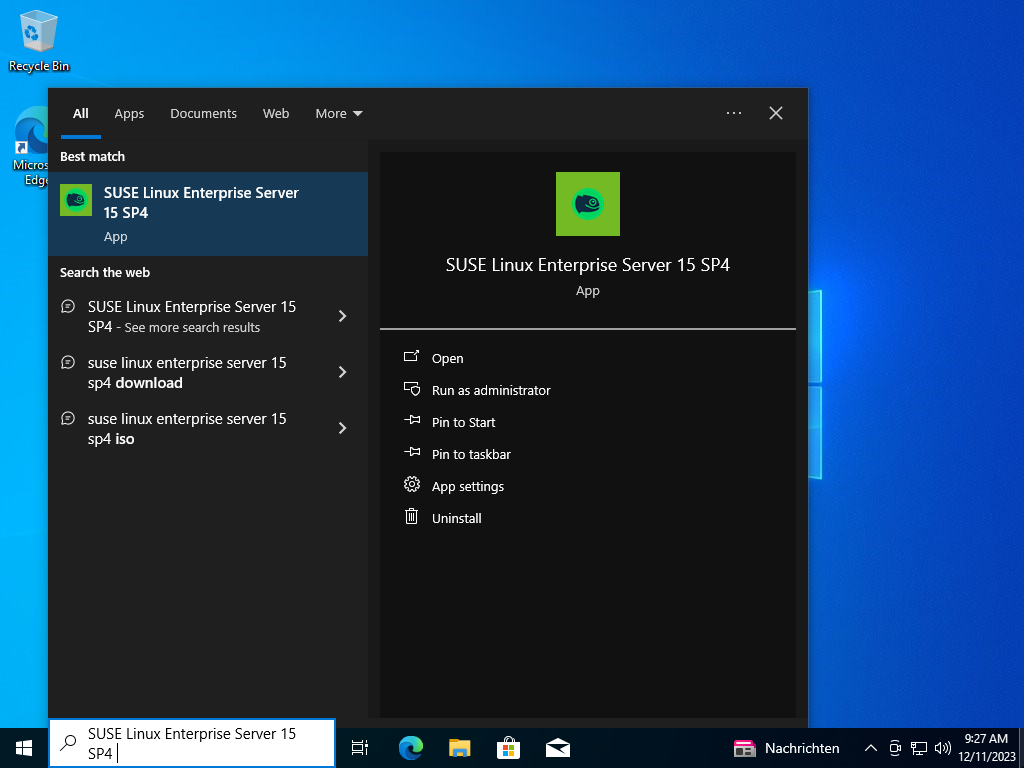 Recycle Bin
Micros
Edge
All Apps Documents Web More
Best match
SUSE Linux Enterprise Server
15 SP4
App
Search the web
SUSE Linux Enterprise Server 15
SP4 - See more search results
suse linux enterprise server 15
sp4 download
suse linux enterprise server 15
sp4 iso
SUSE Linux Enterprise Server 15 SP4
App
Open
Run as administrator
Pin to Start
Pin to taskbar
App settings
Uninstall
SUSE Linux Enterprise Server 15
SP4
Nachrichten
9:27 AM
12/11/2023